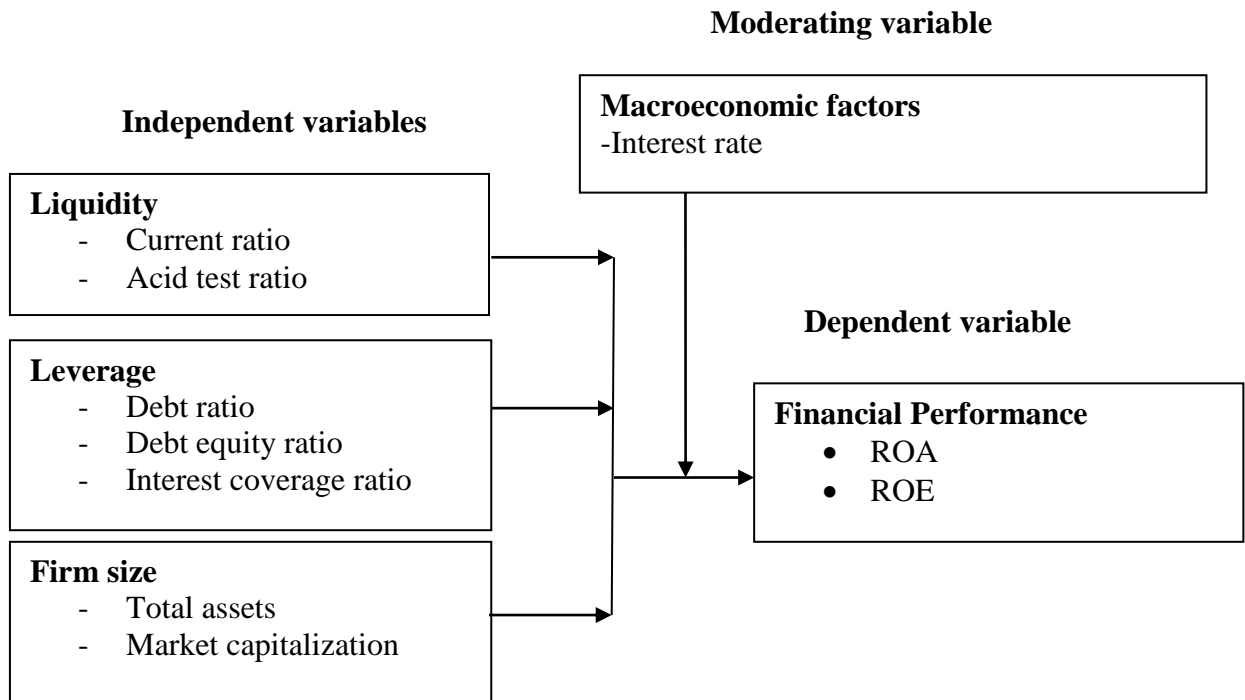 Moderating variable
Macroeconomic factors
-Interest rate
Independent variables
Liquidity
- Current ratio
- Acid test ratio
Leverage
- Debt ratio
- Debt equity ratio
- Interest coverage ratio
Firm size
- Total assets
- Market capitalization
Dependent variable
Financial Performance
• ROA
• ROE